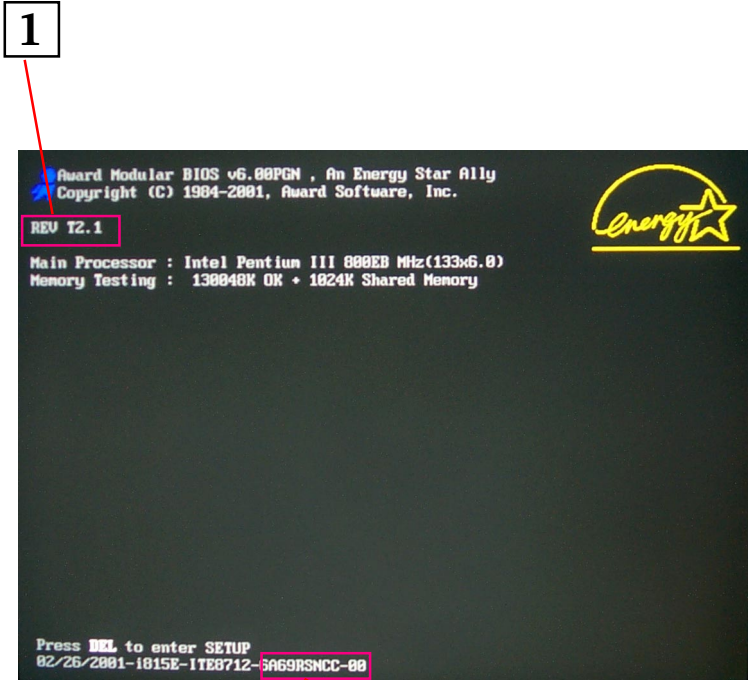 1
Award Modular BIOS v6.00PGN , An Energy Star Ally
Copyright (C) 1984-2001, Award Software, Inc.
energy
REV T2.1
Main Processor : Intel Pentium III 800EB MHz(133x6.0)
Memory Testing :  130048K OK + 1024K Shared Memory
Press DEL to enter SETUP
02/26/2001-i815E-ITE8712-6A69RSNCC-00